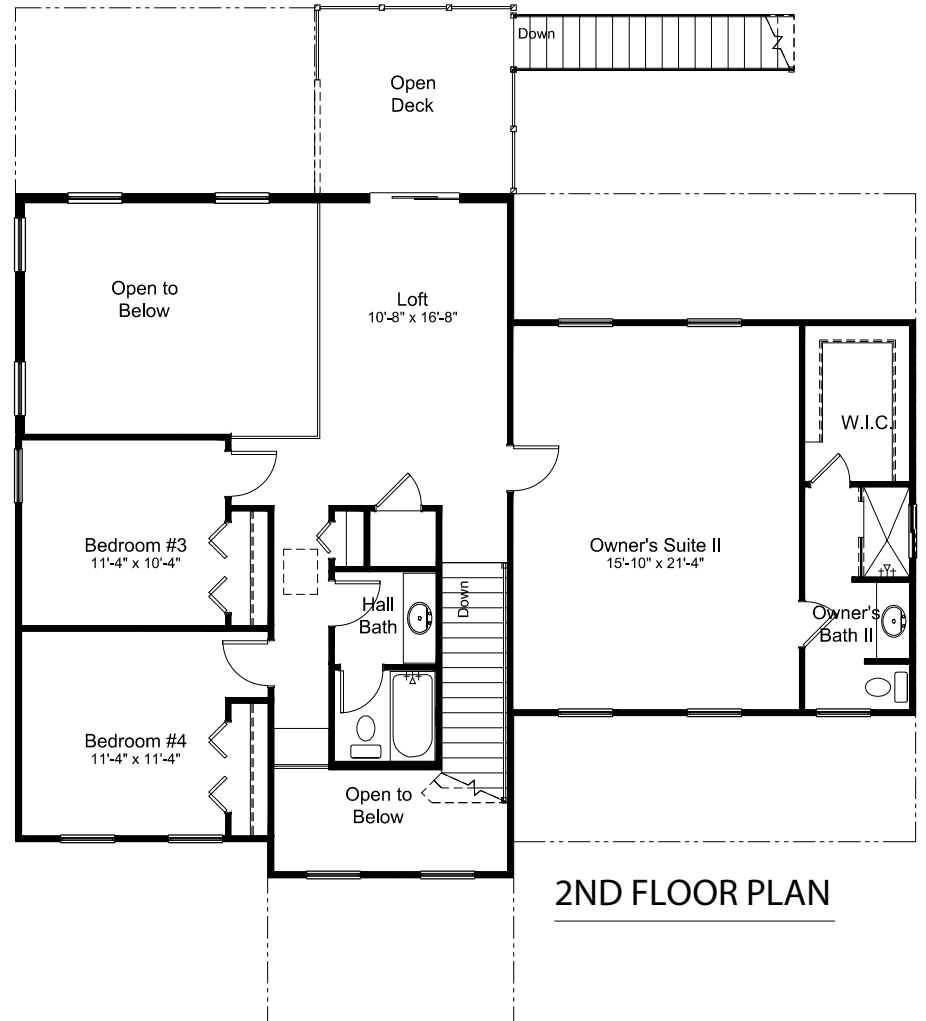 Down
Open
Deck
Open to
Below
Loft
10'-8" x 16'-8"
W.I.C.
Bedroom #3
11'-4" x 10'-4"
Owner's Suite II
15'-10" x 21'-4"
Down
Hall
Bath
Owner's
Bath II
Bedroom #4
11'-4" x 11'-4"
Open to
Below
2ND FLOOR PLAN